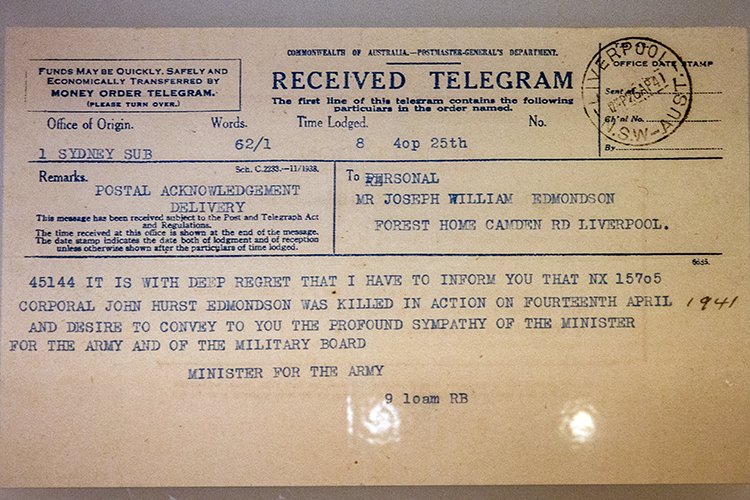 COMMONWEALTH OF AUSTRALIA.—POSTMASTER-GENERAL'S DEPARTMENT.
FUNDS MAY BE QUICKLY, SAFELY AND
ECONOMICALLY TRANSFERRED BY
MONEY ORDER TELEGRAM.
(PLEASE TURN OVER.)
RECEIVED TELEGRAM
The first line of this telegram contains the following
particulars in the order named.
OFFICE DATE STAMP
LIVERPOOL
N.S.W-AUST.
Sent at
Ch'nl No.
By
Office of Origin. Words. Time Lodged. No.
62/1 8 4op 25th
1 SYDNEY SUB
Sch. C.2233.—11/1938.
Remarks.
POSTAL ACKNOWLEDGEMENT
DELIVERY
This message has been received subject to the Post and Telegraph Act
and Regulations.
The time received at this office is shown at the end of the message.
The date stamp indicates the date both of lodgment and of reception
unless otherwise shown after the particulars of time lodged.
To PERSONAL
MR JOSEPH WILLIAM EDMONDSON
FOREST HOME CAMDEN RD LIVERPOOL.
45144 IT IS WITH DEEP REGRET THAT I HAVE TO INFORM YOU THAT NX 157o5
CORPORAL JOHN HURST EDMONDSON WAS KILLED IN ACTION ON FOURTEENTH APRIL 1941
AND DESIRE TO CONVEY TO YOU THE PROFOUND SYMPATHY OF THE MINISTER
FOR THE ARMY AND OF THE MILITARY BOARD
MINISTER FOR THE ARMY
9 1oam RB